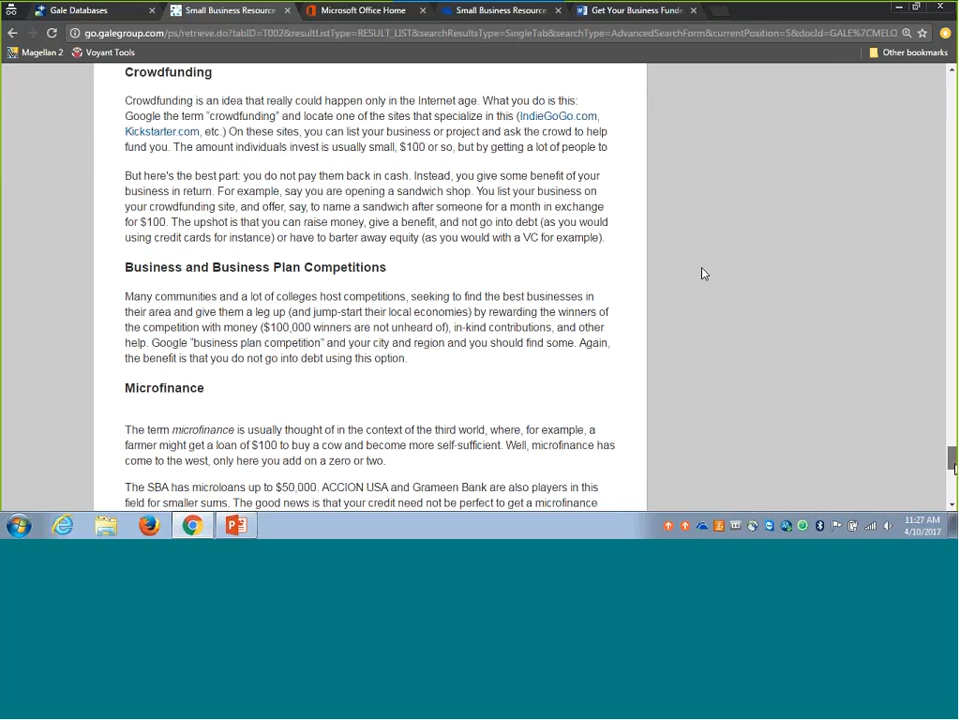 Gale Databases
Small Business Resource
Microsoft Office Home
Small Business Resource
Get Your Business Fund
go.galegroup.com/ps/retrieve.do?tabID=T002&resultListType=RESULT_LIST&searchResultsType=SingleTab&searchType=AdvancedSearchForm&currentPosition=5&docId=GALE%7CMELO
Magellan 2
Voyant Tools
Other bookmarks
Crowdfunding
Crowdfunding is an idea that really could happen only in the Internet age. What you do is this:
Google the term "crowdfunding" and locate one of the sites that specialize in this (IndieGoGo.com,
Kickstarter.com, etc.) On these sites, you can list your business or project and ask the crowd to help
fund you. The amount individuals invest is usually small, $100 or so, but by getting a lot of people to
But here's the best part: you do not pay them back in cash. Instead, you give some benefit of your
business in return. For example, say you are opening a sandwich shop. You list your business on
your crowdfunding site, and offer, say, to name a sandwich after someone for a month in exchange
for $100. The upshot is that you can raise money, give a benefit, and not go into debt (as you would
using credit cards for instance) or have to barter away equity (as you would with a VC for example).
Business and Business Plan Competitions
Many communities and a lot of colleges host competitions, seeking to find the best businesses in
their area and give them a leg up (and jump-start their local economies) by rewarding the winners of
the competition with money ($100,000 winners are not unheard of), in-kind contributions, and other
help. Google "business plan competition" and your city and region and you should find some. Again,
the benefit is that you do not go into debt using this option.
Microfinance
The term microfinance is usually thought of in the context of the third world, where, for example, a
farmer might get a loan of $100 to buy a cow and become more self-sufficient. Well, microfinance has
come to the west, only here you add on a zero or two.
The SBA has microloans up to $50,000. ACCION USA and Grameen Bank are also players in this
field for smaller sums. The good news is that your credit need not be perfect to get a microfinance
11:27 AM
4/10/2017